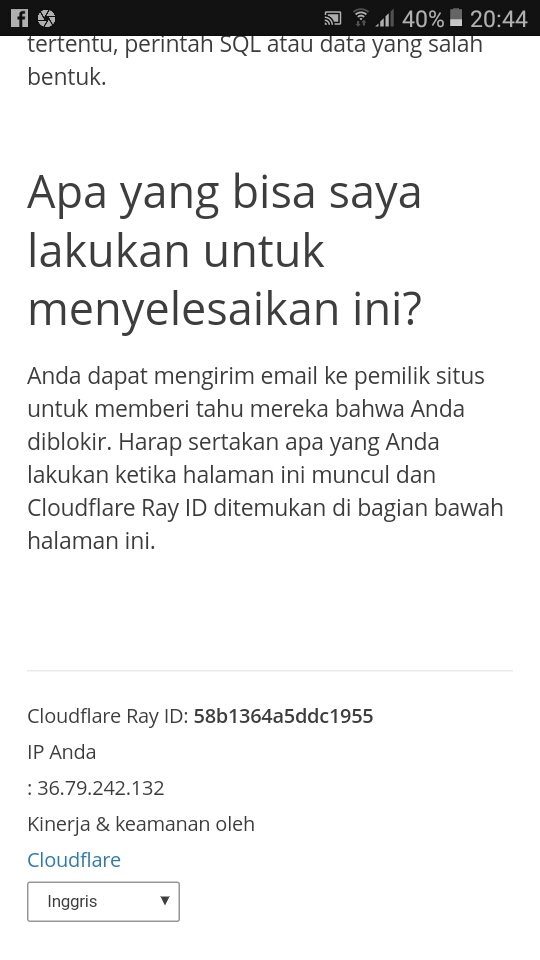 40% 20:44
tertentu, perintah SQL atau data yang salah
bentuk.
Apa yang bisa saya
lakukan untuk
menyelesaikan ini?
Anda dapat mengirim email ke pemilik situs
untuk memberi tahu mereka bahwa Anda
diblokir. Harap sertakan apa yang Anda
lakukan ketika halaman ini muncul dan
Cloudflare Ray ID ditemukan di bagian bawah
halaman ini.
Cloudflare Ray ID: 58b1364a5ddc1955
IP Anda
: 36.79.242.132
Kinerja & keamanan oleh
Cloudflare
Inggris